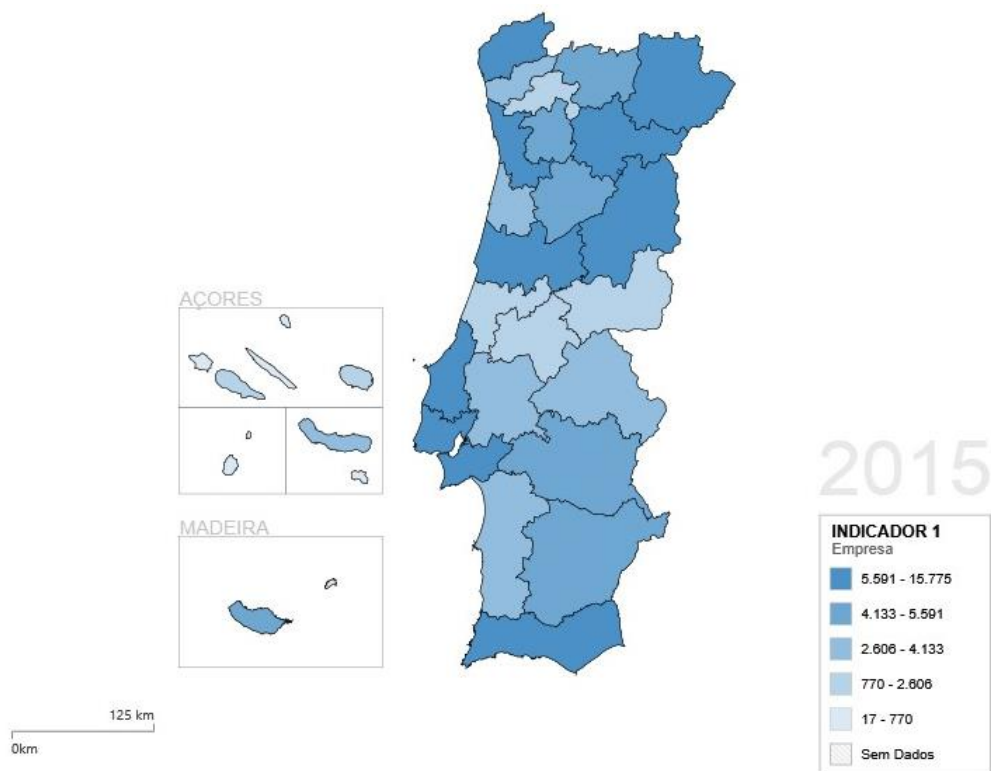 AÇORES
MADEIRA
125 km
0km
2015
INDICADOR 1
Empresa
5.591 - 15.775
4.133 - 5.591
2.606 - 4.133
770 - 2.606
17 - 770
Sem Dados